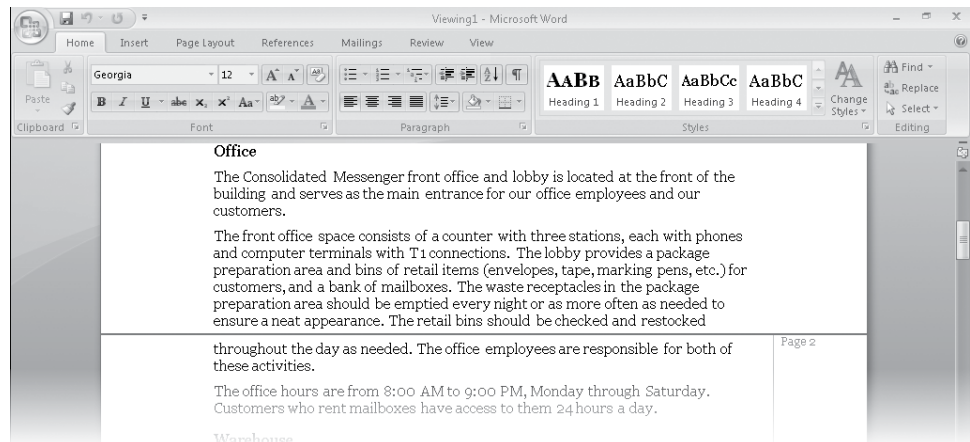 Viewing1 - Microsoft Word
Home Insert Page Layout References Mailings Review View
Paste
Clipboard
Georgia 12
B I U abc x₂ x² Aa
Font
Paragraph
AaBb AaBbC AaBbCc AaBbC
Heading 1 Heading 2 Heading 3 Heading 4
Change Styles
Styles
Find
Replace
Select
Editing
Office
The Consolidated Messenger front office and lobby is located at the front of the
building and serves as the main entrance for our office employees and our
customers.
The front office space consists of a counter with three stations, each with phones
and computer terminals with T1 connections. The lobby provides a package
preparation area and bins of retail items (envelopes, tape, marking pens, etc.) for
customers, and a bank of mailboxes. The waste receptacles in the package
preparation area should be emptied every night or as more often as needed to
ensure a neat appearance. The retail bins should be checked and restocked
Page 2
throughout the day as needed. The office employees are responsible for both of
these activities.
The office hours are from 8:00 AM to 9:00 PM, Monday through Saturday.
Customers who rent mailboxes have access to them 24 hours a day.
Warehouse